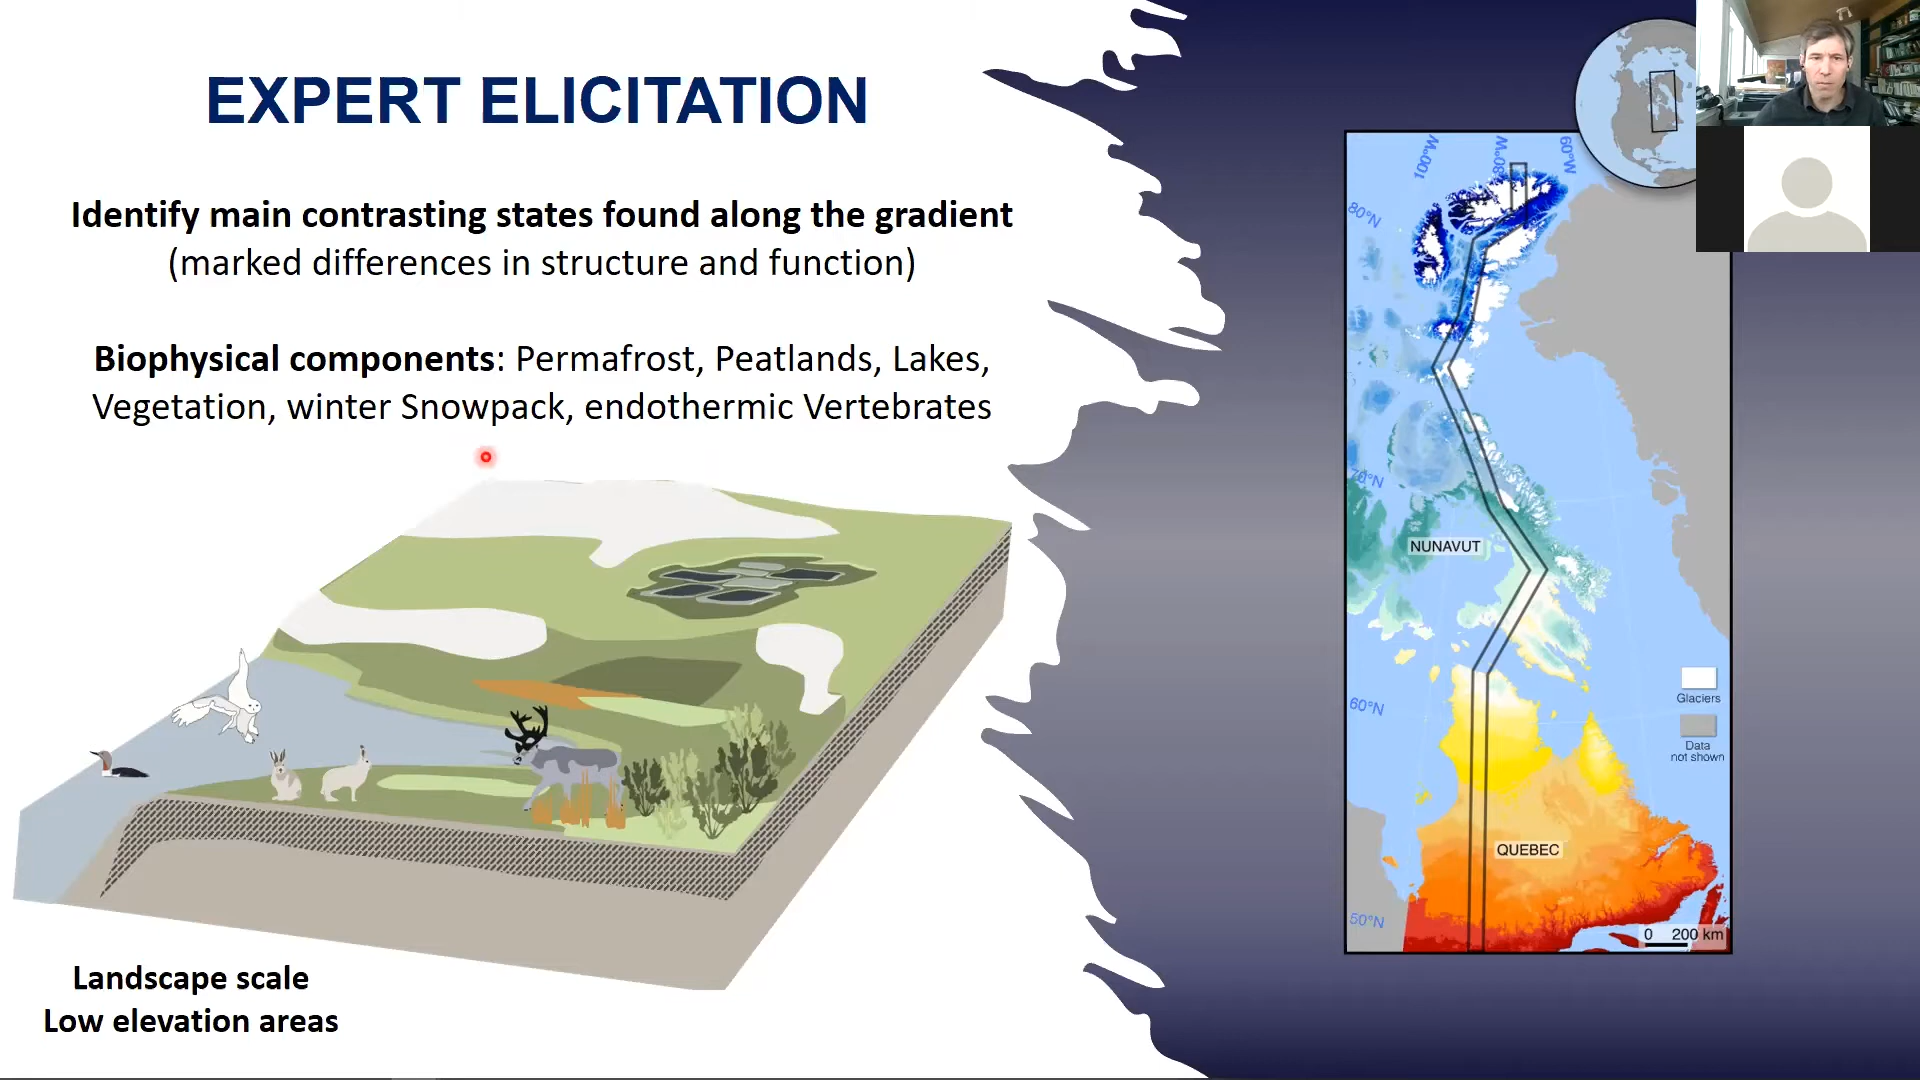 EXPERT ELICITATION
Identify main contrasting states found along the gradient
(marked differences in structure and function)
Biophysical components: Permafrost, Peatlands, Lakes,
Vegetation, winter Snowpack, endothermic Vertebrates
Landscape scale
Low elevation areas
100°W
80°W
60°W
80°N
70°N
NUNAVUT
60°N
Glaciers
Data
not shown
QUEBEC
50°N
0 200 km